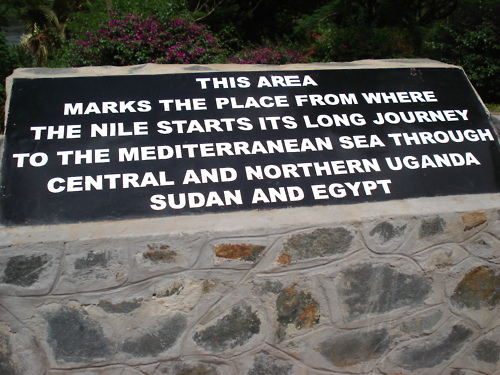 THIS AREA
MARKS THE PLACE FROM WHERE
THE NILE STARTS ITS LONG JOURNEY
TO THE MEDITERRANEAN SEA THROUGH
CENTRAL AND NORTHERN UGANDA
SUDAN AND EGYPT